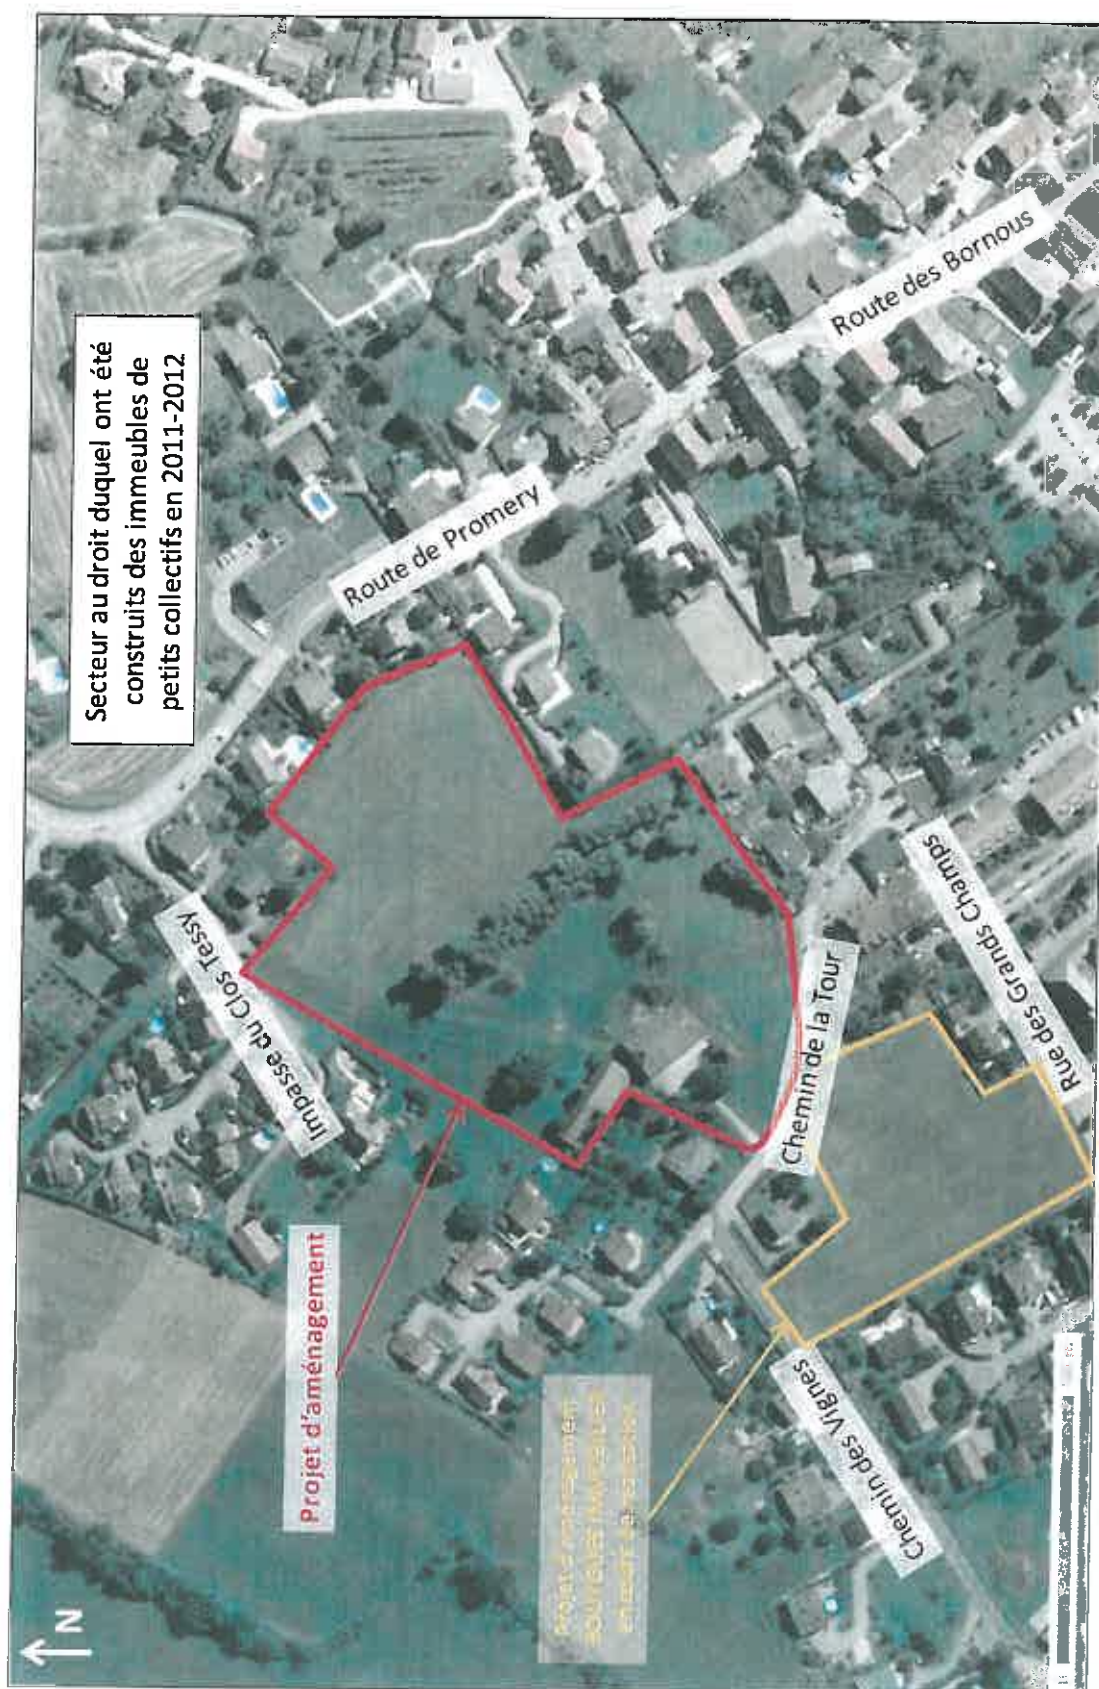 Secteur au droit duquel ont été
construits des immeubles de
petits collectifs en 2011-2012
Impasse du Clos Tessy
Route de Promery
Route des Bornous
Projet d'aménagement
Chemin de la Tour
Rue des Grands Champs
Projet d'aménagement
Chemin des Vignes
N